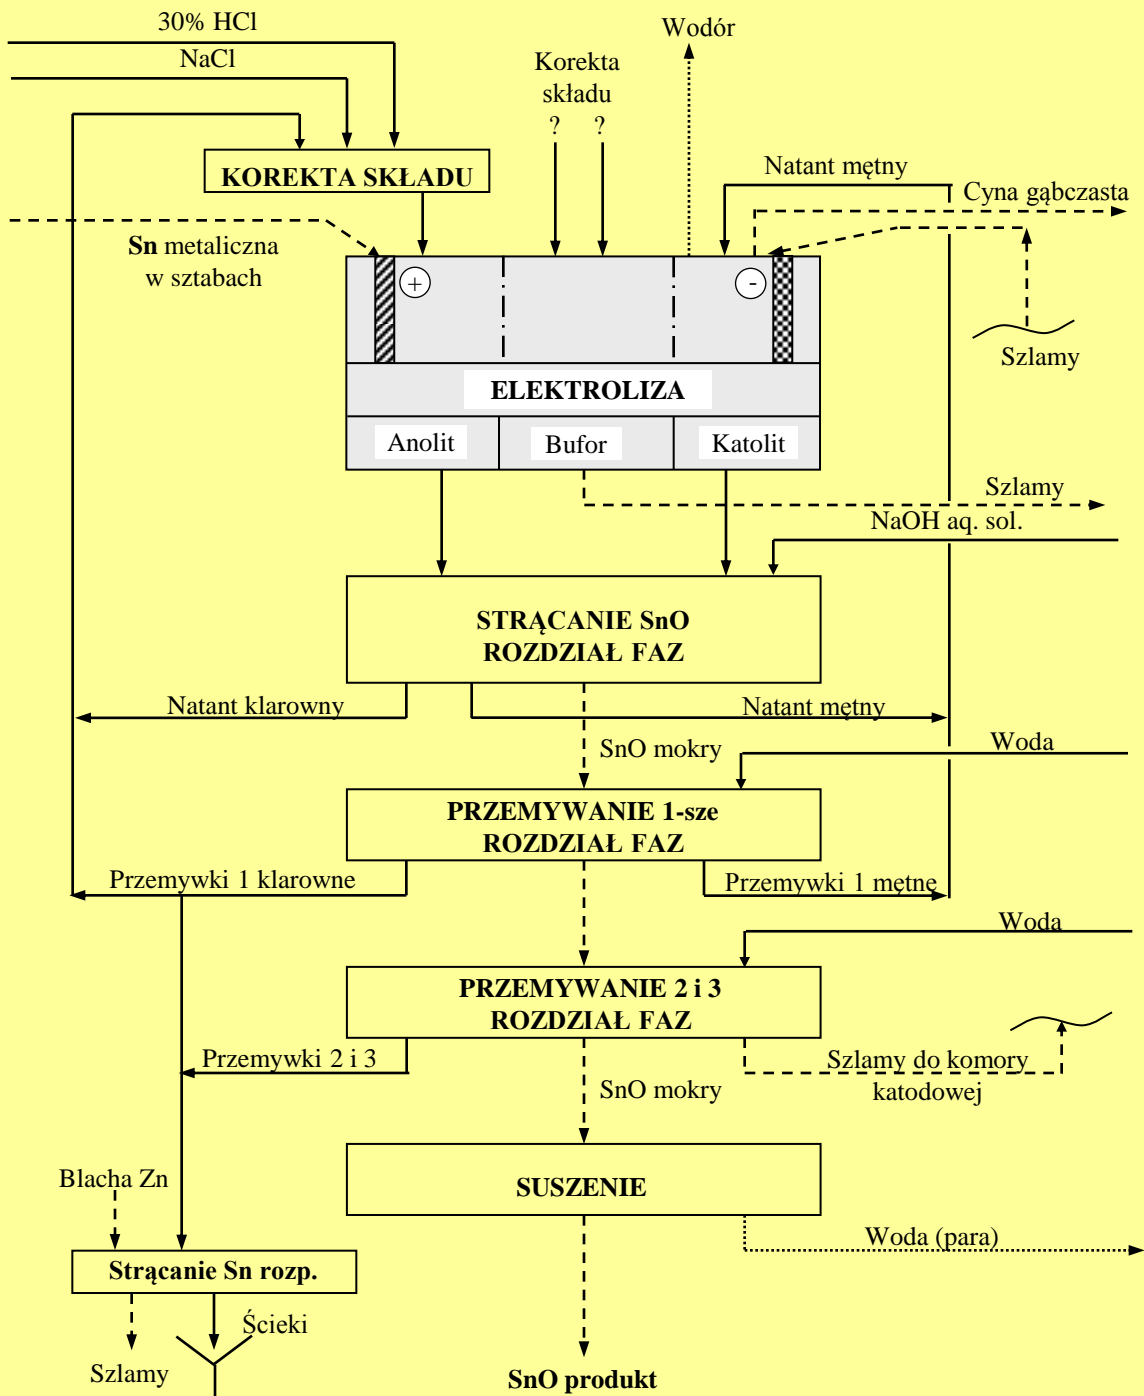 30% HCl
Wodór
NaCl
Korekta
składu
? ?
Natant mętny
KOREKTA SKŁADU
Cyna gąbczasta
Sn metaliczna
w sztabach
+
-
Szlamy
ELEKTROLIZA
Anolit
Bufor
Katolit
Szlamy
NaOH aq. sol.
STRĄCANIE SnO
ROZDZIAŁ FAZ
Natant klarowny
Natant mętny
SnO mokry
Woda
PRZEMYWANIE 1-sze
ROZDZIAŁ FAZ
Przemywki 1 klarowne
Przemywki 1 mętne
Woda
PRZEMYWANIE 2 i 3
ROZDZIAŁ FAZ
Przemywki 2 i 3
Szlamy do komory
katodowej
SnO mokry
Blacha Zn
SUSZENIE
Woda (para)
Strącanie Sn rozp.
Ścieki
Szlamy
SnO produkt